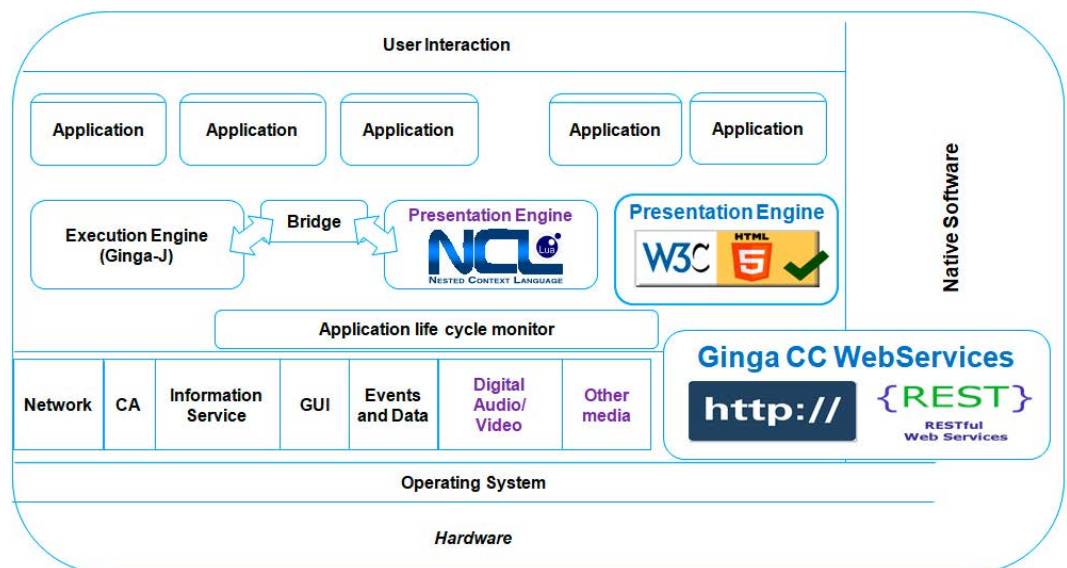 User Interaction
Application
Application
Application
Application
Application
Native Software
Execution Engine
(Ginga-J)
Bridge
Presentation Engine
NCL
Lua
NESTED CONTEXT LANGUAGE
Presentation Engine
W3C
HTML
5
Application life cycle monitor
Network
CA
Information
Service
GUI
Events
and Data
Digital
Audio/
Video
Other
media
Ginga CC WebServices
http://
{REST}
RESTful
Web Services
Operating System
Hardware